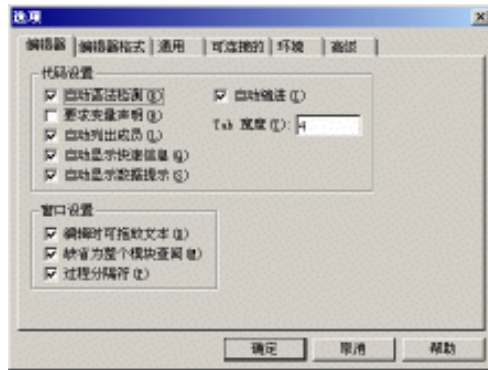 选项
编辑器 编辑器格式 通用 可连接的 环境 高级
代码设置
自动语法检测(K)
要求变量声明(R)
自动列出成员(L)
自动显示快速信息(Q)
自动显示数据提示(S)
自动缩进(I)
Tab 宽度(T): 4
窗口设置
编辑时可拖放文本(D)
缺省为整个模块查阅(W)
过程分隔符(P)
确定 取消 帮助